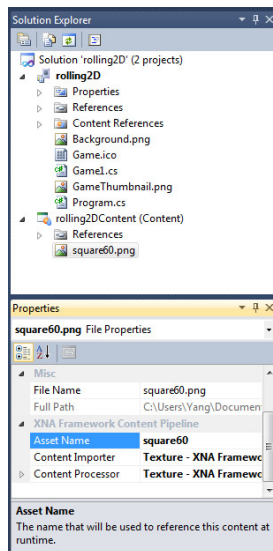 Solution Explorer
Solution 'rolling2D' (2 projects)
rolling2D
Properties
References
Content References
Background.png
Game.ico
Game1.cs
GameThumbnail.png
Program.cs
rolling2DContent (Content)
References
square60.png
Properties
square60.png File Properties
Misc
File Name square60.png
Full Path C:\Users\Yang\Documen
XNA Framework Content Pipeline
Asset Name square60
Content Importer Texture - XNA Framewc
Content Processor Texture - XNA Framewc
Asset Name
The name that will be used to reference this content at
runtime.